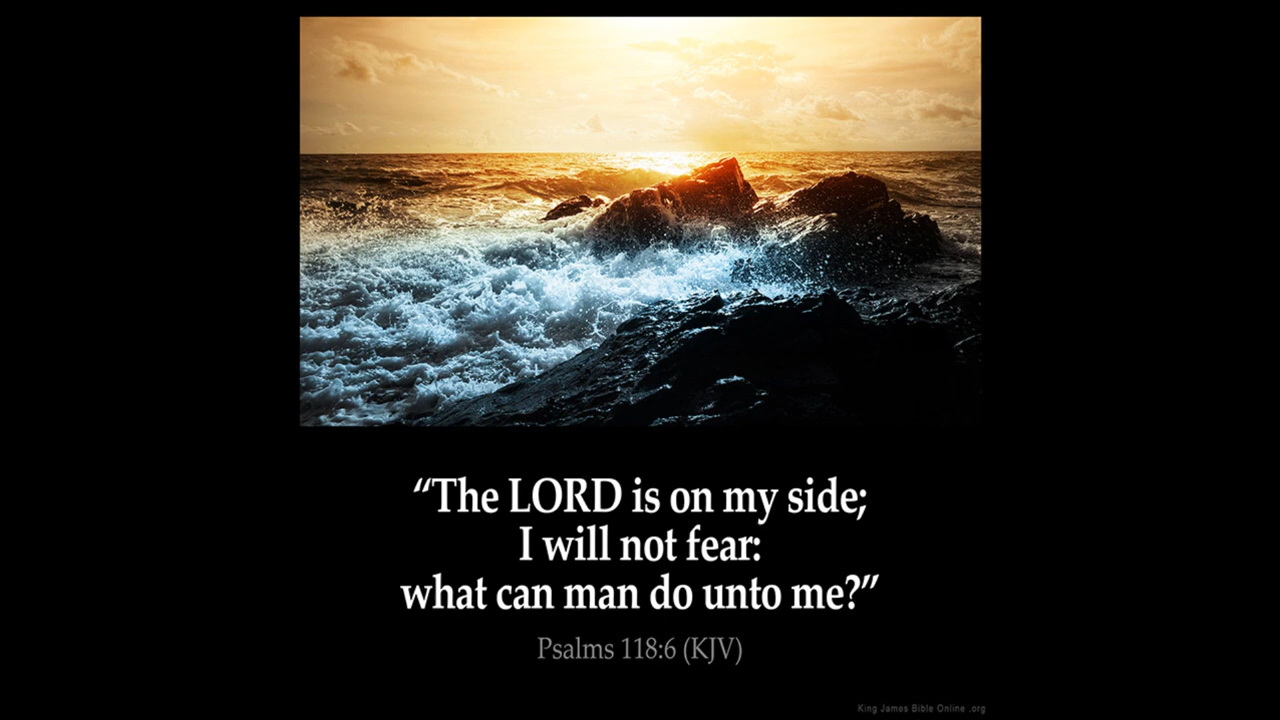 “The LORD is on my side;
I will not fear:
what can man do unto me?”
Psalms 118:6 (KJV)
King James Bible Online .org